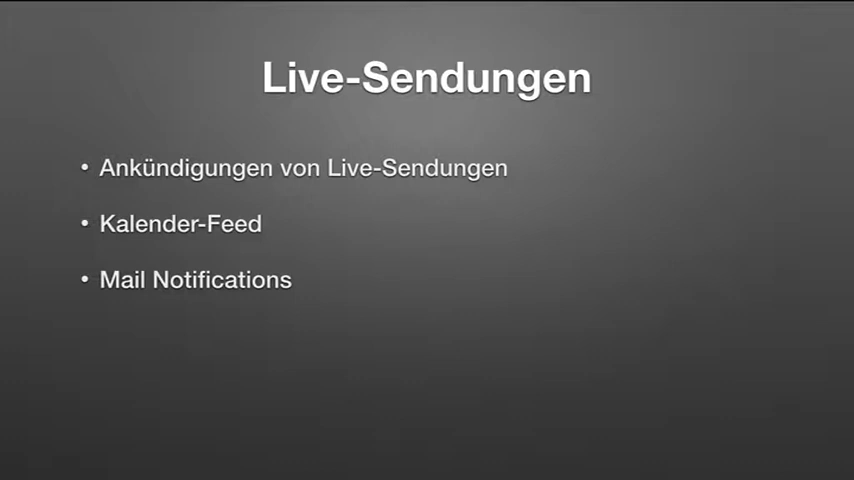 Live-Sendungen
• Ankündigungen von Live-Sendungen
• Kalender-Feed
• Mail Notifications